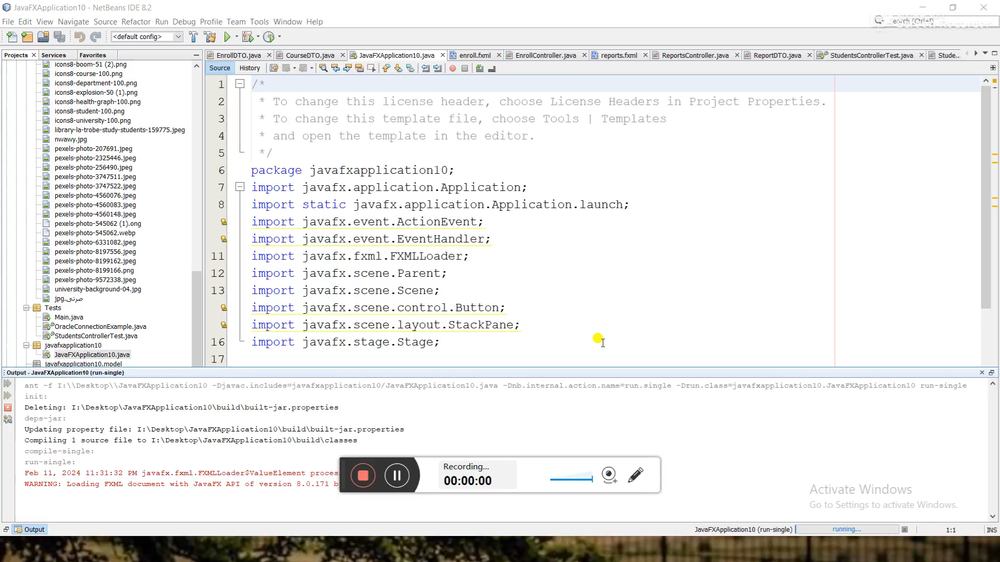 JavaFXApplication10 - NetBeans IDE 8.2
File Edit View Navigate Source Refactor Run Debug Profile Team Tools Window Help
Search (Ctrl+I)
<default config>
Projects Services Favorites
EnrollDTO.java CourseDTO.java JavaFXApplication10.java enroll.fxml EnrollController.java reports.fxml ReportsController.java ReportDTO.java StudentsControllerTest.java Stude...
Source History
icons8-boom-51 (2).png
icons8-course-100.png
icons8-department-100.png
icons8-explosion-50 (1).png
icons8-health-graph-100.png
icons8-student-100.png
icons8-university-100.png
library-la-trobe-study-students-159775.jpeg
nwawy.jpg
pexels-photo-207691.jpeg
pexels-photo-2325446.jpeg
pexels-photo-256490.jpeg
pexels-photo-3747511.jpeg
pexels-photo-3747522.jpeg
pexels-photo-4560076.jpeg
pexels-photo-4560083.jpeg
pexels-photo-4560148.jpeg
pexels-photo-545062 (1).ong
pexels-photo-545062.webp
pexels-photo-6331082.jpeg
pexels-photo-8197556.jpeg
pexels-photo-8199162.jpeg
pexels-photo-8199166.png
pexels-photo-9572338.jpeg
university-background-04.jpg
صرتى.jpg
Tests
Main.java
OracleConnectionExample.java
StudentsControllerTest.java
javafxapplication10
JavaFXApplication10.java
javafxapplication10.model
1 /*
2 * To change this license header, choose License Headers in Project Properties.
3 * To change this template file, choose Tools | Templates
4 * and open the template in the editor.
5 */
6 package javafxapplication10;
7 import javafx.application.Application;
8 import static javafx.application.Application.launch;
import javafx.event.ActionEvent;
import javafx.event.EventHandler;
11 import javafx.fxml.FXMLLoader;
12 import javafx.scene.Parent;
13 import javafx.scene.Scene;
import javafx.scene.control.Button;
import javafx.scene.layout.StackPane;
16 import javafx.stage.Stage;
17
Output - JavaFXApplication10 (run-single)
ant -f I:\\Desktop\\JavaFXApplication10 -Djavac.includes=javafxapplication10/JavaFXApplication10.java -Dnb.internal.action.name=run.single -Drun.class=javafxapplication10.JavaFXApplication10 run-single
init:
Deleting: I:\Desktop\JavaFXApplication10\build\built-jar.properties
deps-jar:
Updating property file: I:\Desktop\JavaFXApplication10\build\built-jar.properties
Compiling 1 source file to I:\Desktop\JavaFXApplication10\build\classes
compile-single:
run-single:
Feb 11, 2024 11:31:32 PM javafx.fxml.FXMLLoader$ValueElement proces
WARNING: Loading FXML document with JavaFX API of version 8.0.171 b
Recording...
00:00:00
Activate Windows
Go to Settings to activate Windows.
Output
JavaFXApplication10 (run-single) running... 1:1 INS